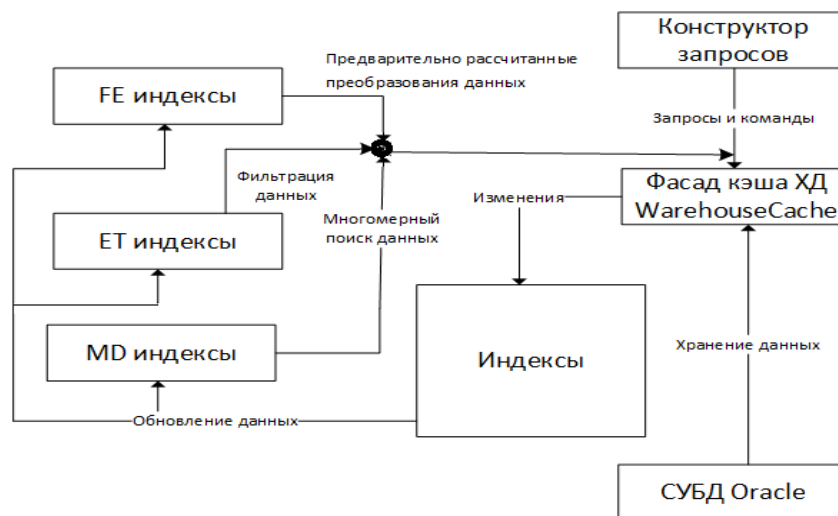 Конструктор
запросов
Предварительно рассчитанные
преобразования данных
FE индексы
Запросы и команды
Фильтрация
данных
Фасад кэша ХД
WarehouseCache
Изменения
Многомерный
поиск данных
ET индексы
MD индексы
Индексы
Хранение данных
Обновление данных
СУБД Oracle